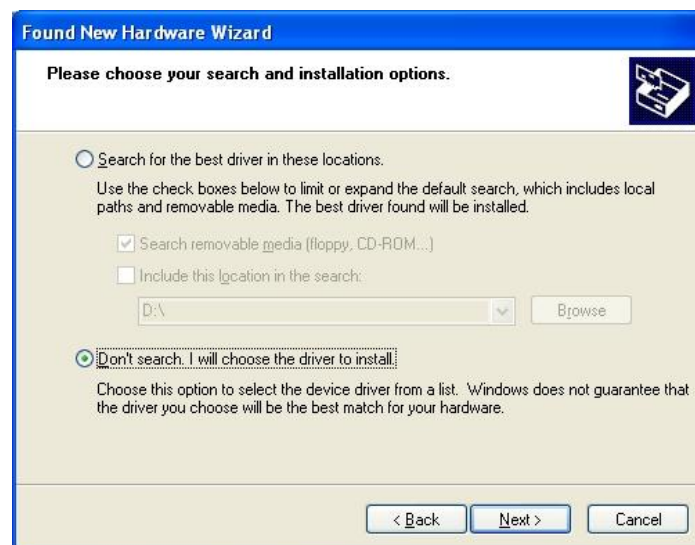 Found New Hardware Wizard
Please choose your search and installation options.
Search for the best driver in these locations.
Use the check boxes below to limit or expand the default search, which includes local
paths and removable media. The best driver found will be installed.
Search removable media (floppy, CD-ROM...)
Include this location in the search:
D:\
Browse
Don't search. I will choose the driver to install.
Choose this option to select the device driver from a list. Windows does not guarantee that
the driver you choose will be the best match for your hardware.
< Back
Next >
Cancel